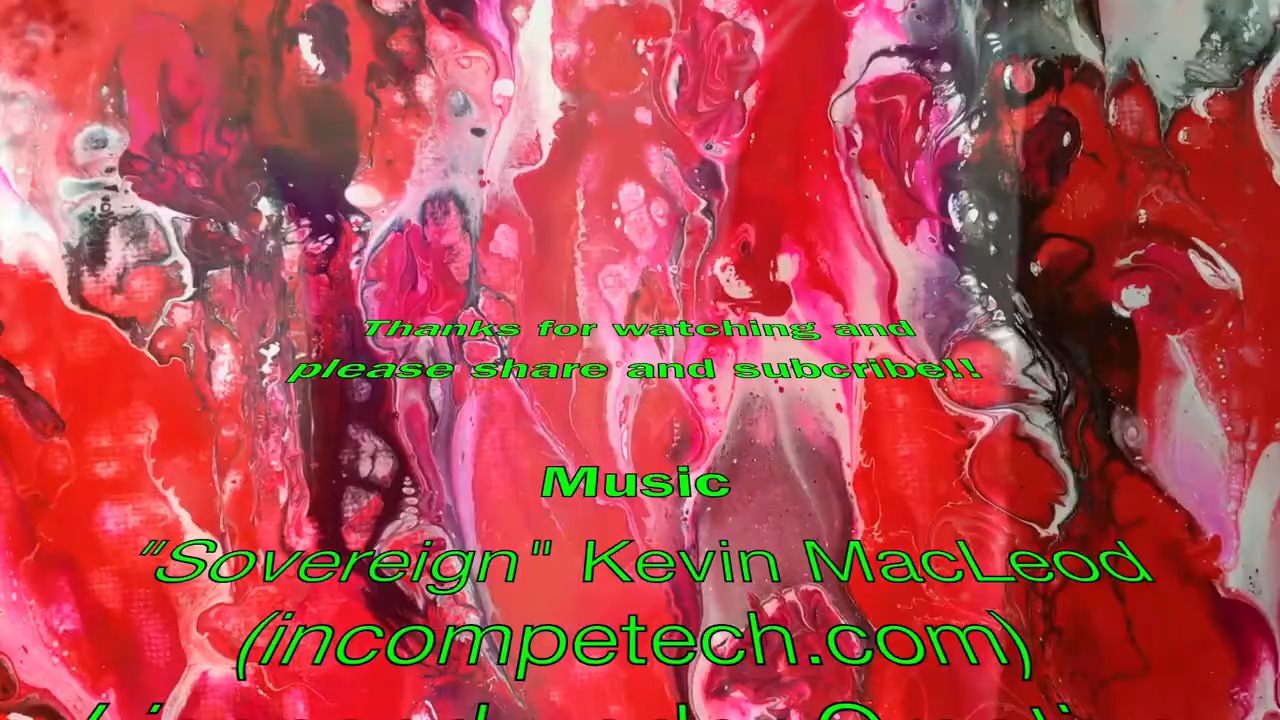 Thanks for watching and
please share and subcribe!!
Music
"Sovereign" Kevin MacLeod
(incompetech.com)